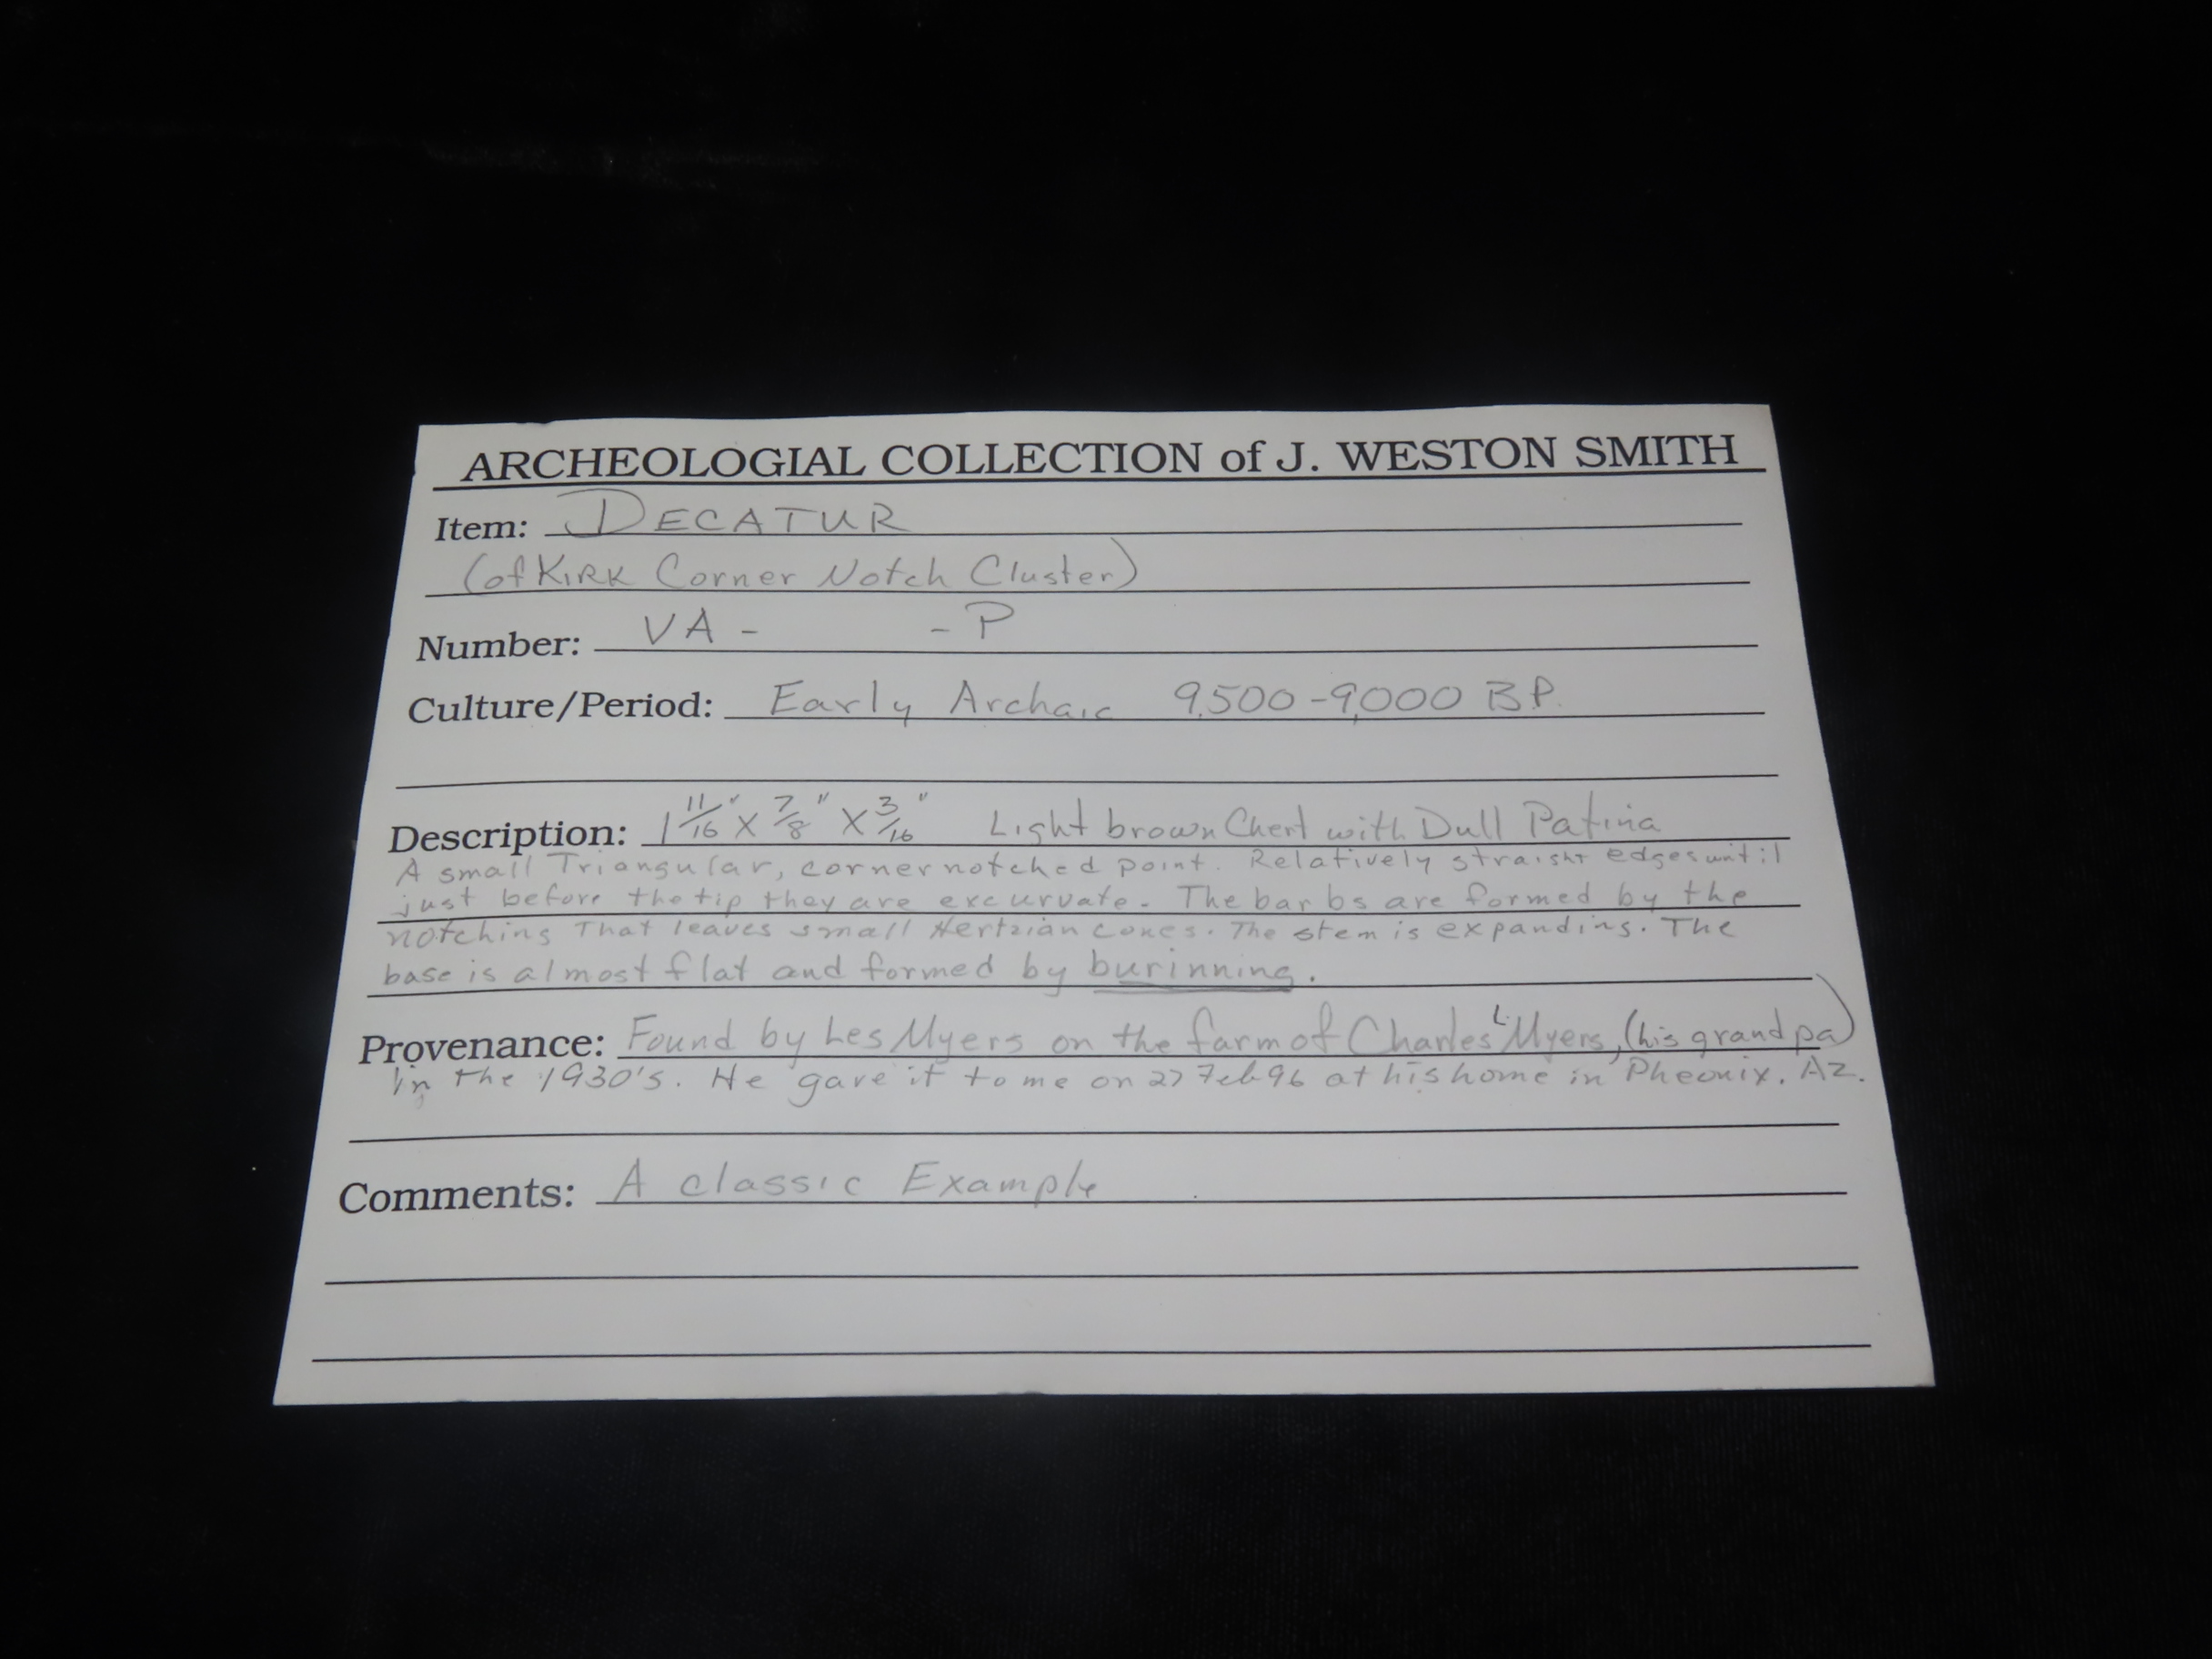 ARCHEOLOGIAL COLLECTION of J. WESTON SMITH
Item: DECATUR
(of KIRK Corner Notch Cluster)
Number: VA - - P
Culture/Period: Early Archaic 9,500-9,000 B.P.
Description: 1 11/16" X 7/8" X 3/16" Light brown Chert with Dull Patina
A small Triangular, corner notched point. Relatively straight edges until
just before the tip they are excurvate. The barbs are formed by the
notching That leaves small Hertzian cones. The stem is expanding. The
base is almost flat and formed by burinning.
Provenance: Found by Les Myers on the farm of Charles L. Myers, (his grandpa)
in the 1930's. He gave it to me on 27 Feb 96 at his home in Pheonix, AZ.
Comments: A classic Example